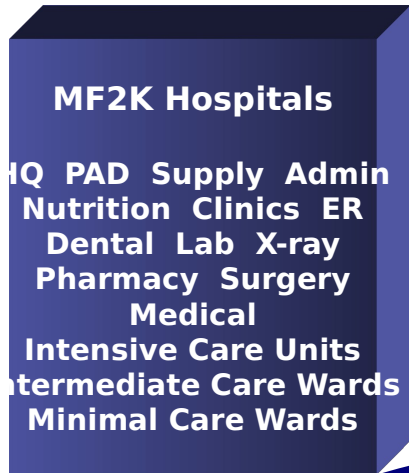 MF2K Hospitals
HQ PAD Supply Admin
Nutrition Clinics ER
Dental Lab X-ray
Pharmacy Surgery
Medical
Intensive Care Units
Intermediate Care Wards
Minimal Care Wards